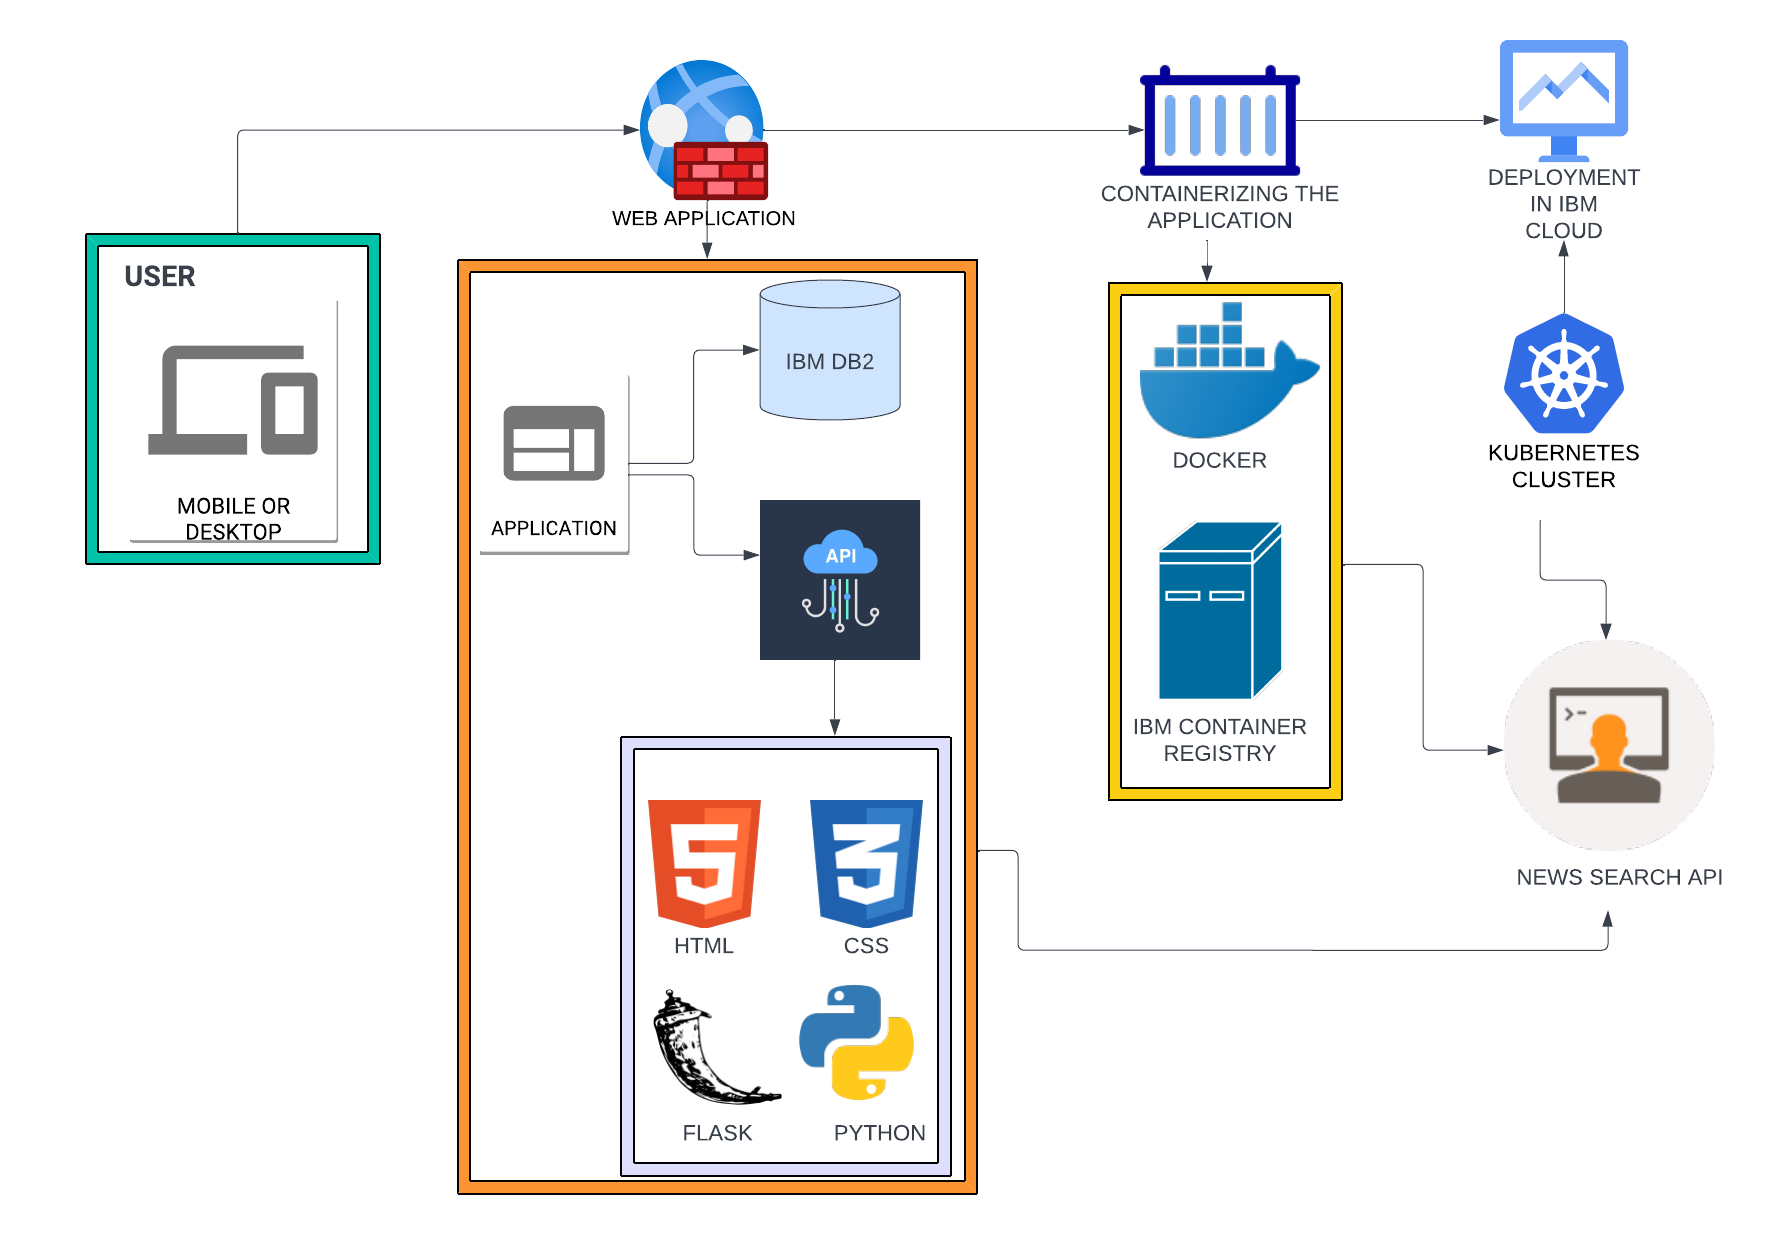 WEB APPLICATION
CONTAINERIZING THE
APPLICATION
DEPLOYMENT
IN IBM
CLOUD
USER
MOBILE OR
DESKTOP
IBM DB2
APPLICATION
API
DOCKER
IBM CONTAINER
REGISTRY
KUBERNETES
CLUSTER
NEWS SEARCH API
HTML
CSS
FLASK
PYTHON